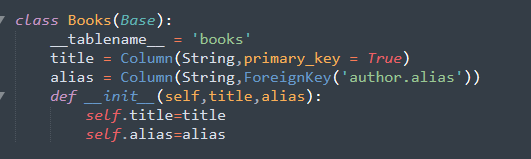 class Books(Base):
    __tablename__ = 'books'
    title = Column(String,primary_key = True)
    alias = Column(String,ForeignKey('author.alias'))
    def __init__(self,title,alias):
        self.title=title
        self.alias=alias